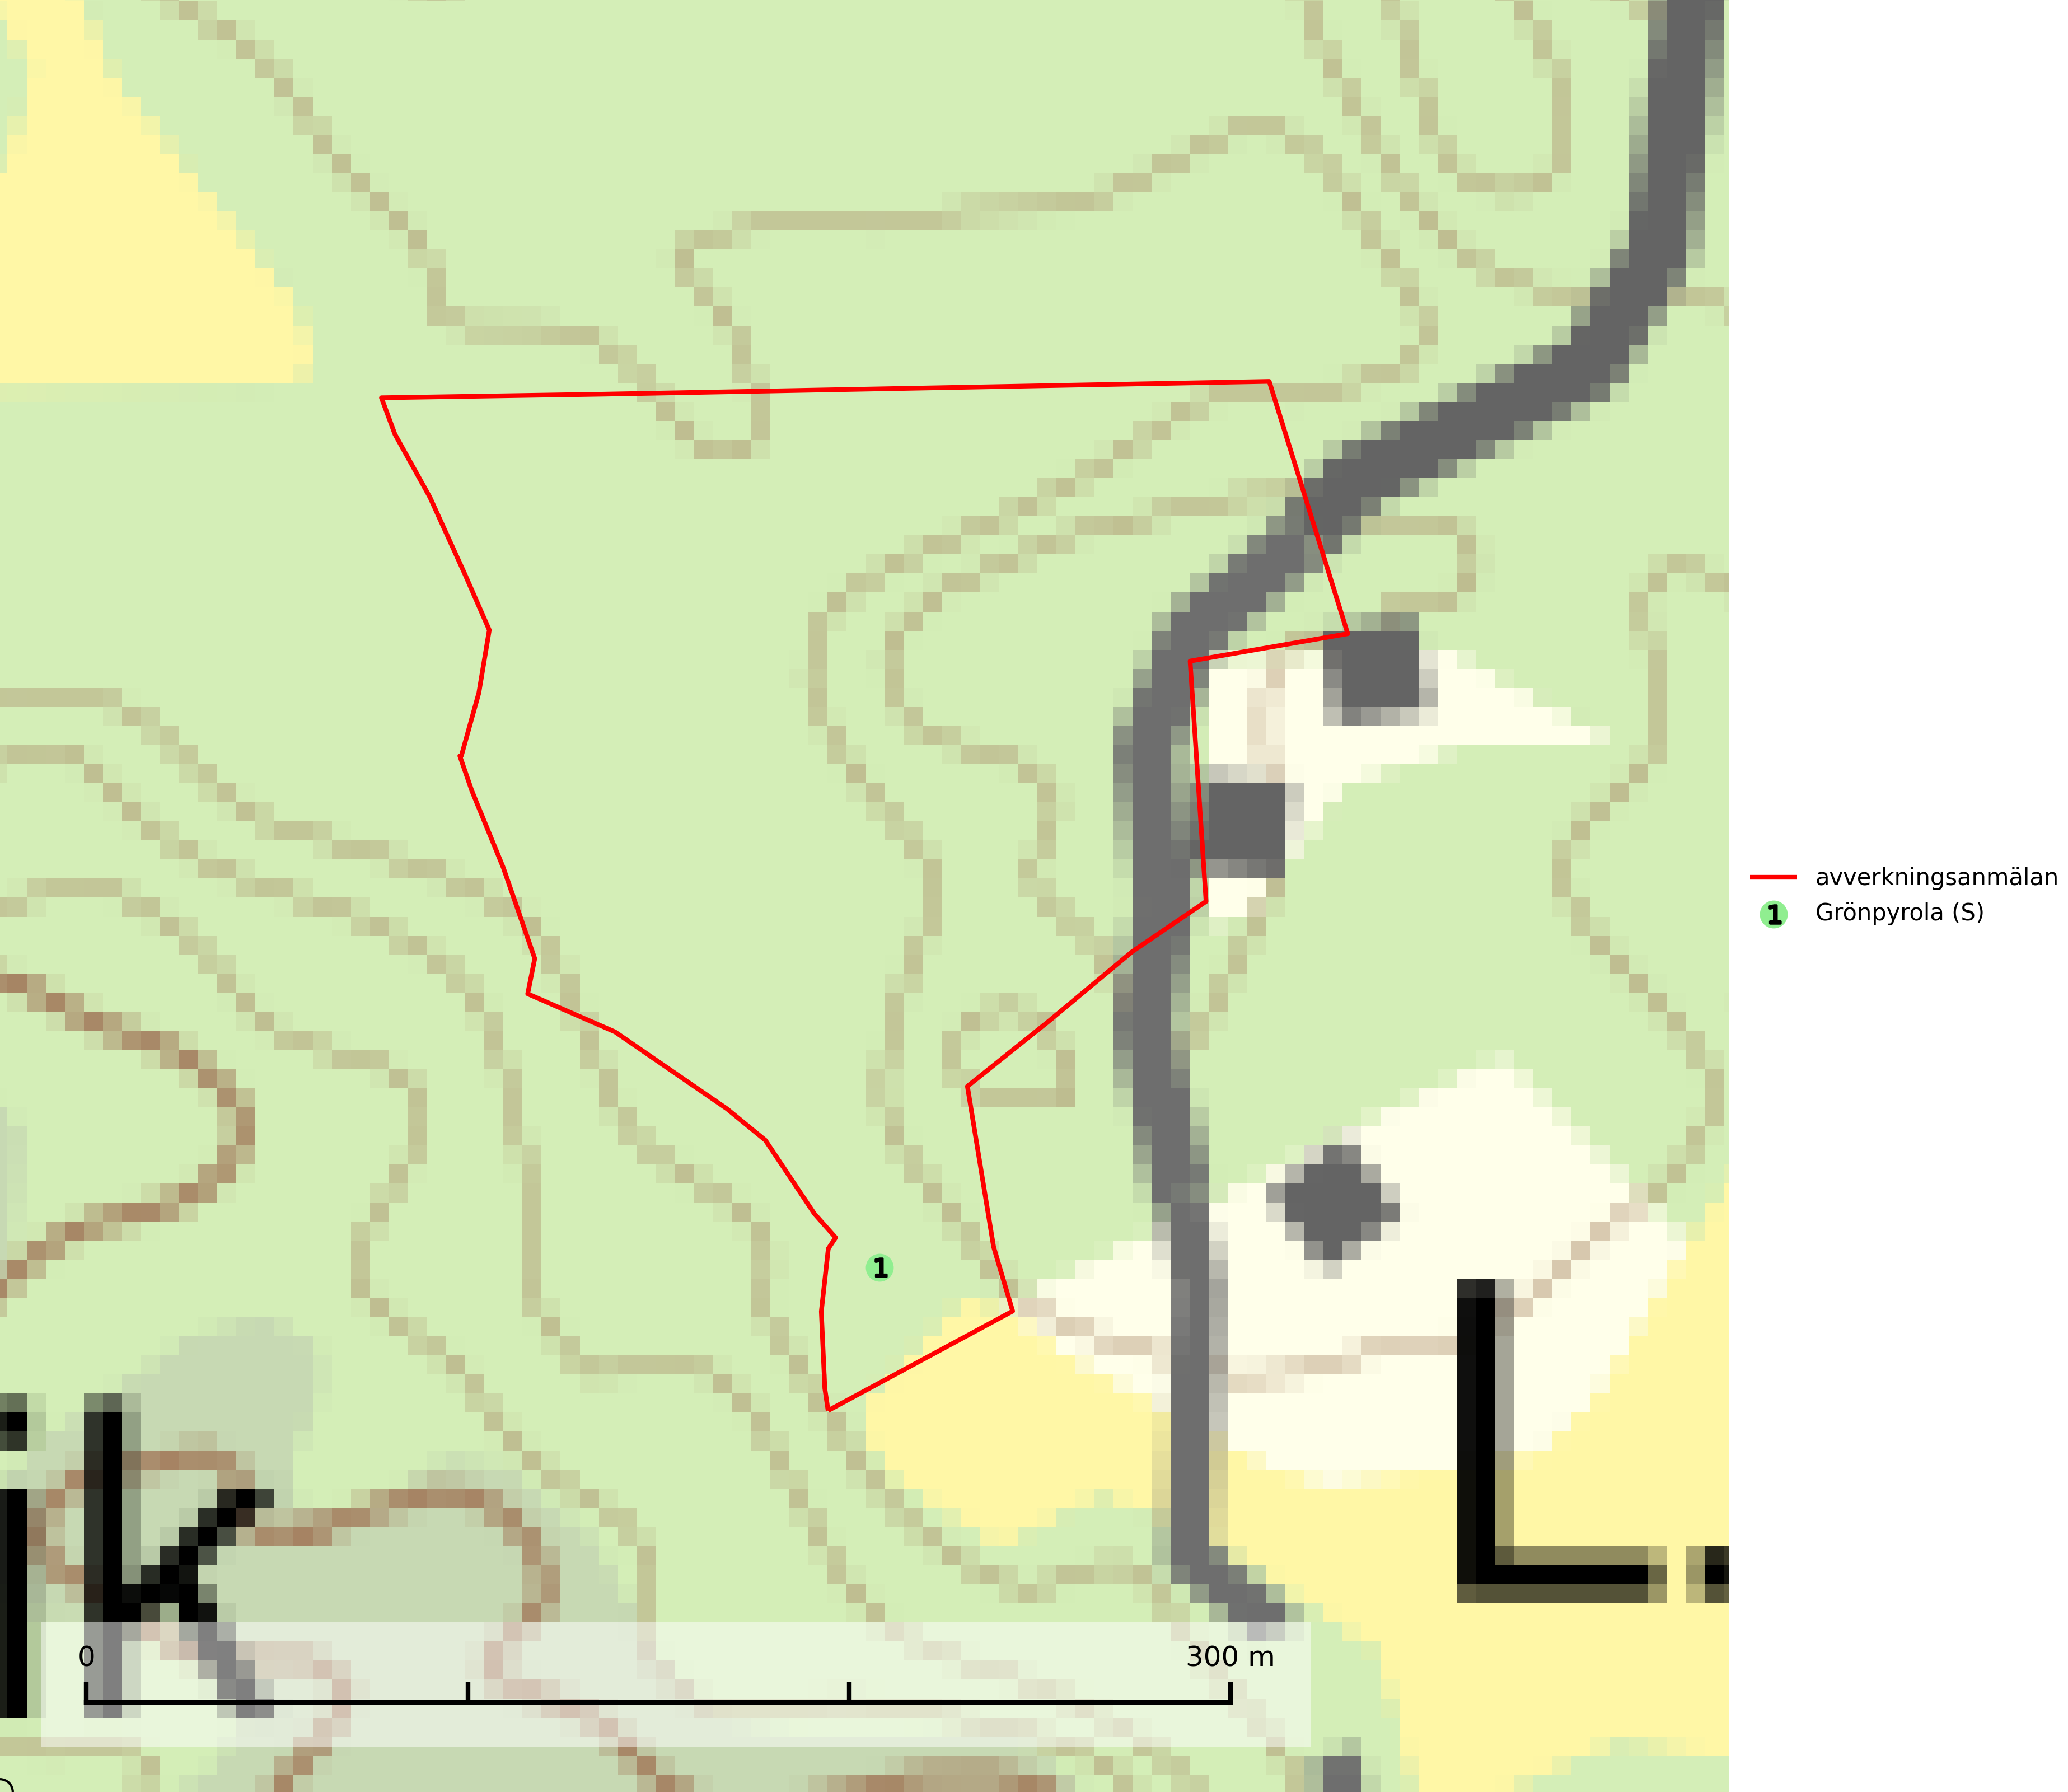 avverkningsanmälan
1 Grönpyrola (S)
1
0 300 m